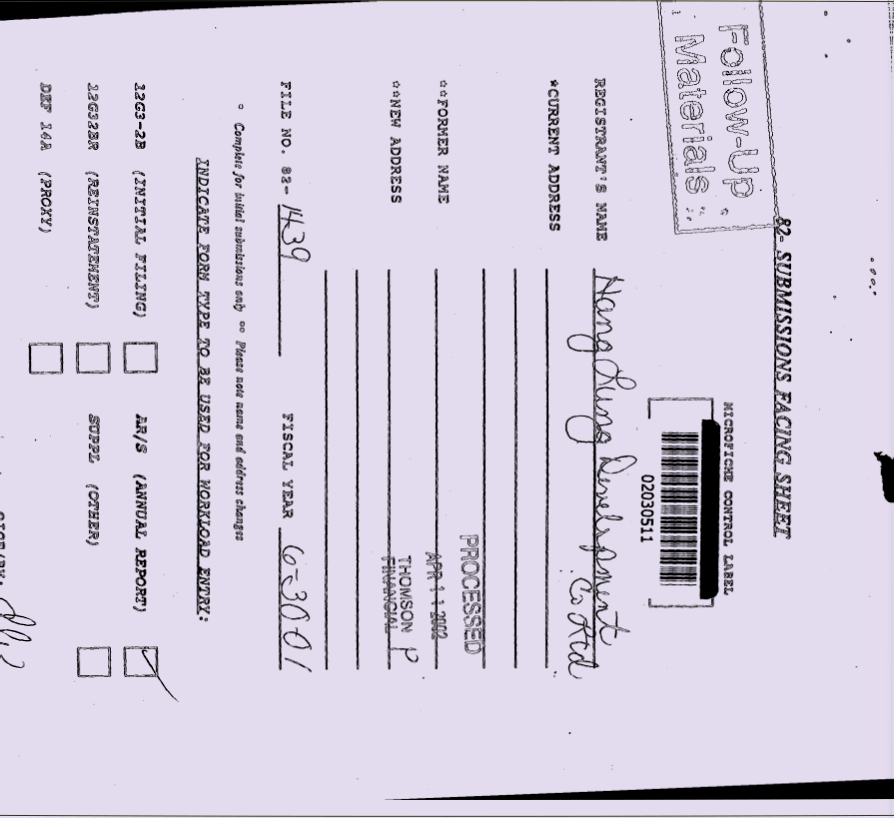 82- SUBMISSIONS FACING SHEET
Follow-Up
Materials
MICROFICHE CONTROL LABEL
02030511
REGISTRANT'S NAME Hang Lung Development Co Ltd
*CURRENT ADDRESS
PROCESSED
**FORMER NAME
APR 11 2002
**NEW ADDRESS
THOMSON P
FINANCIAL
FILE NO. 82- 1439 FISCAL YEAR 6-30-01
* Complete for initial submissions only ** Please note name and address changes
INDICATE FORM TYPE TO BE USED FOR WORKLOAD ENTRY:
12G3-2B (INITIAL FILING) AR/S (ANNUAL REPORT)
12G32BR (REINSTATEMENT) SUPPL (OTHER)
DEF 14A (PROXY)